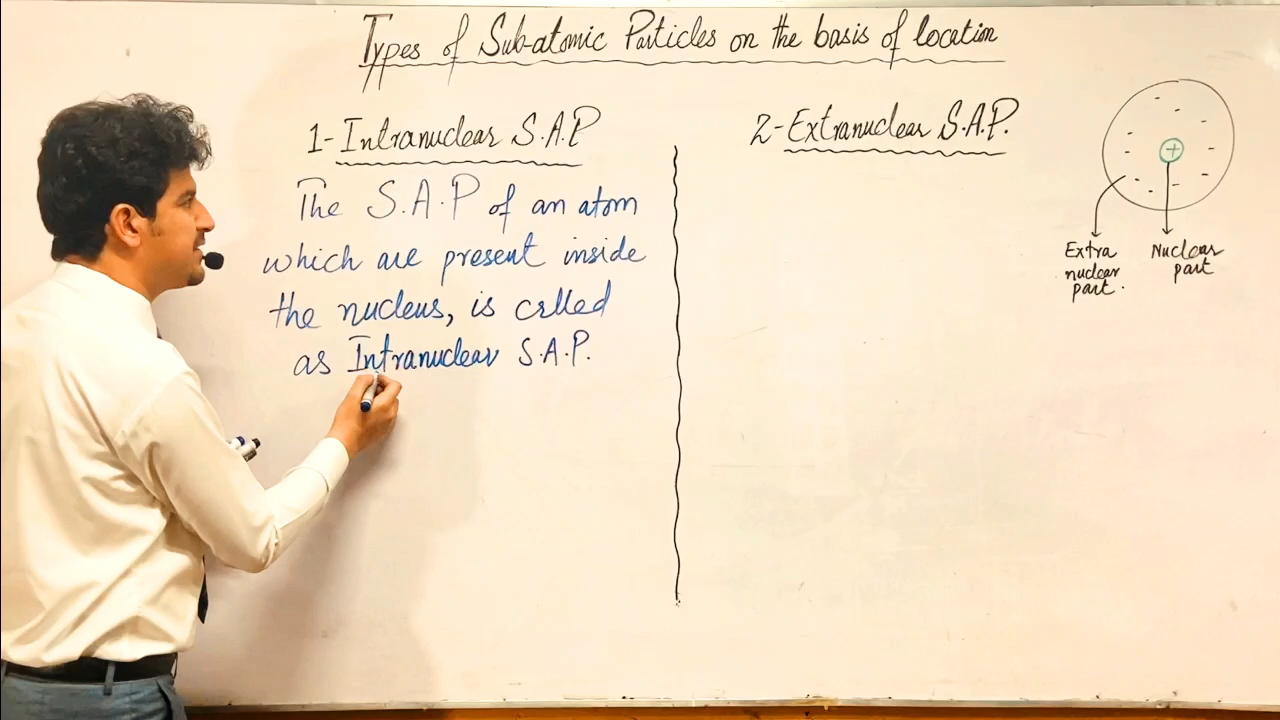 Types of Sub-atomic Particles on the basis of location
1-Intranuclear S.A.P
The S.A.P of an atom
which are present inside
the nucleus, is called
as Intranuclear S.A.P.
2-Extranuclear S.A.P.
+
Extra
nuclear
part.
Nuclear
part